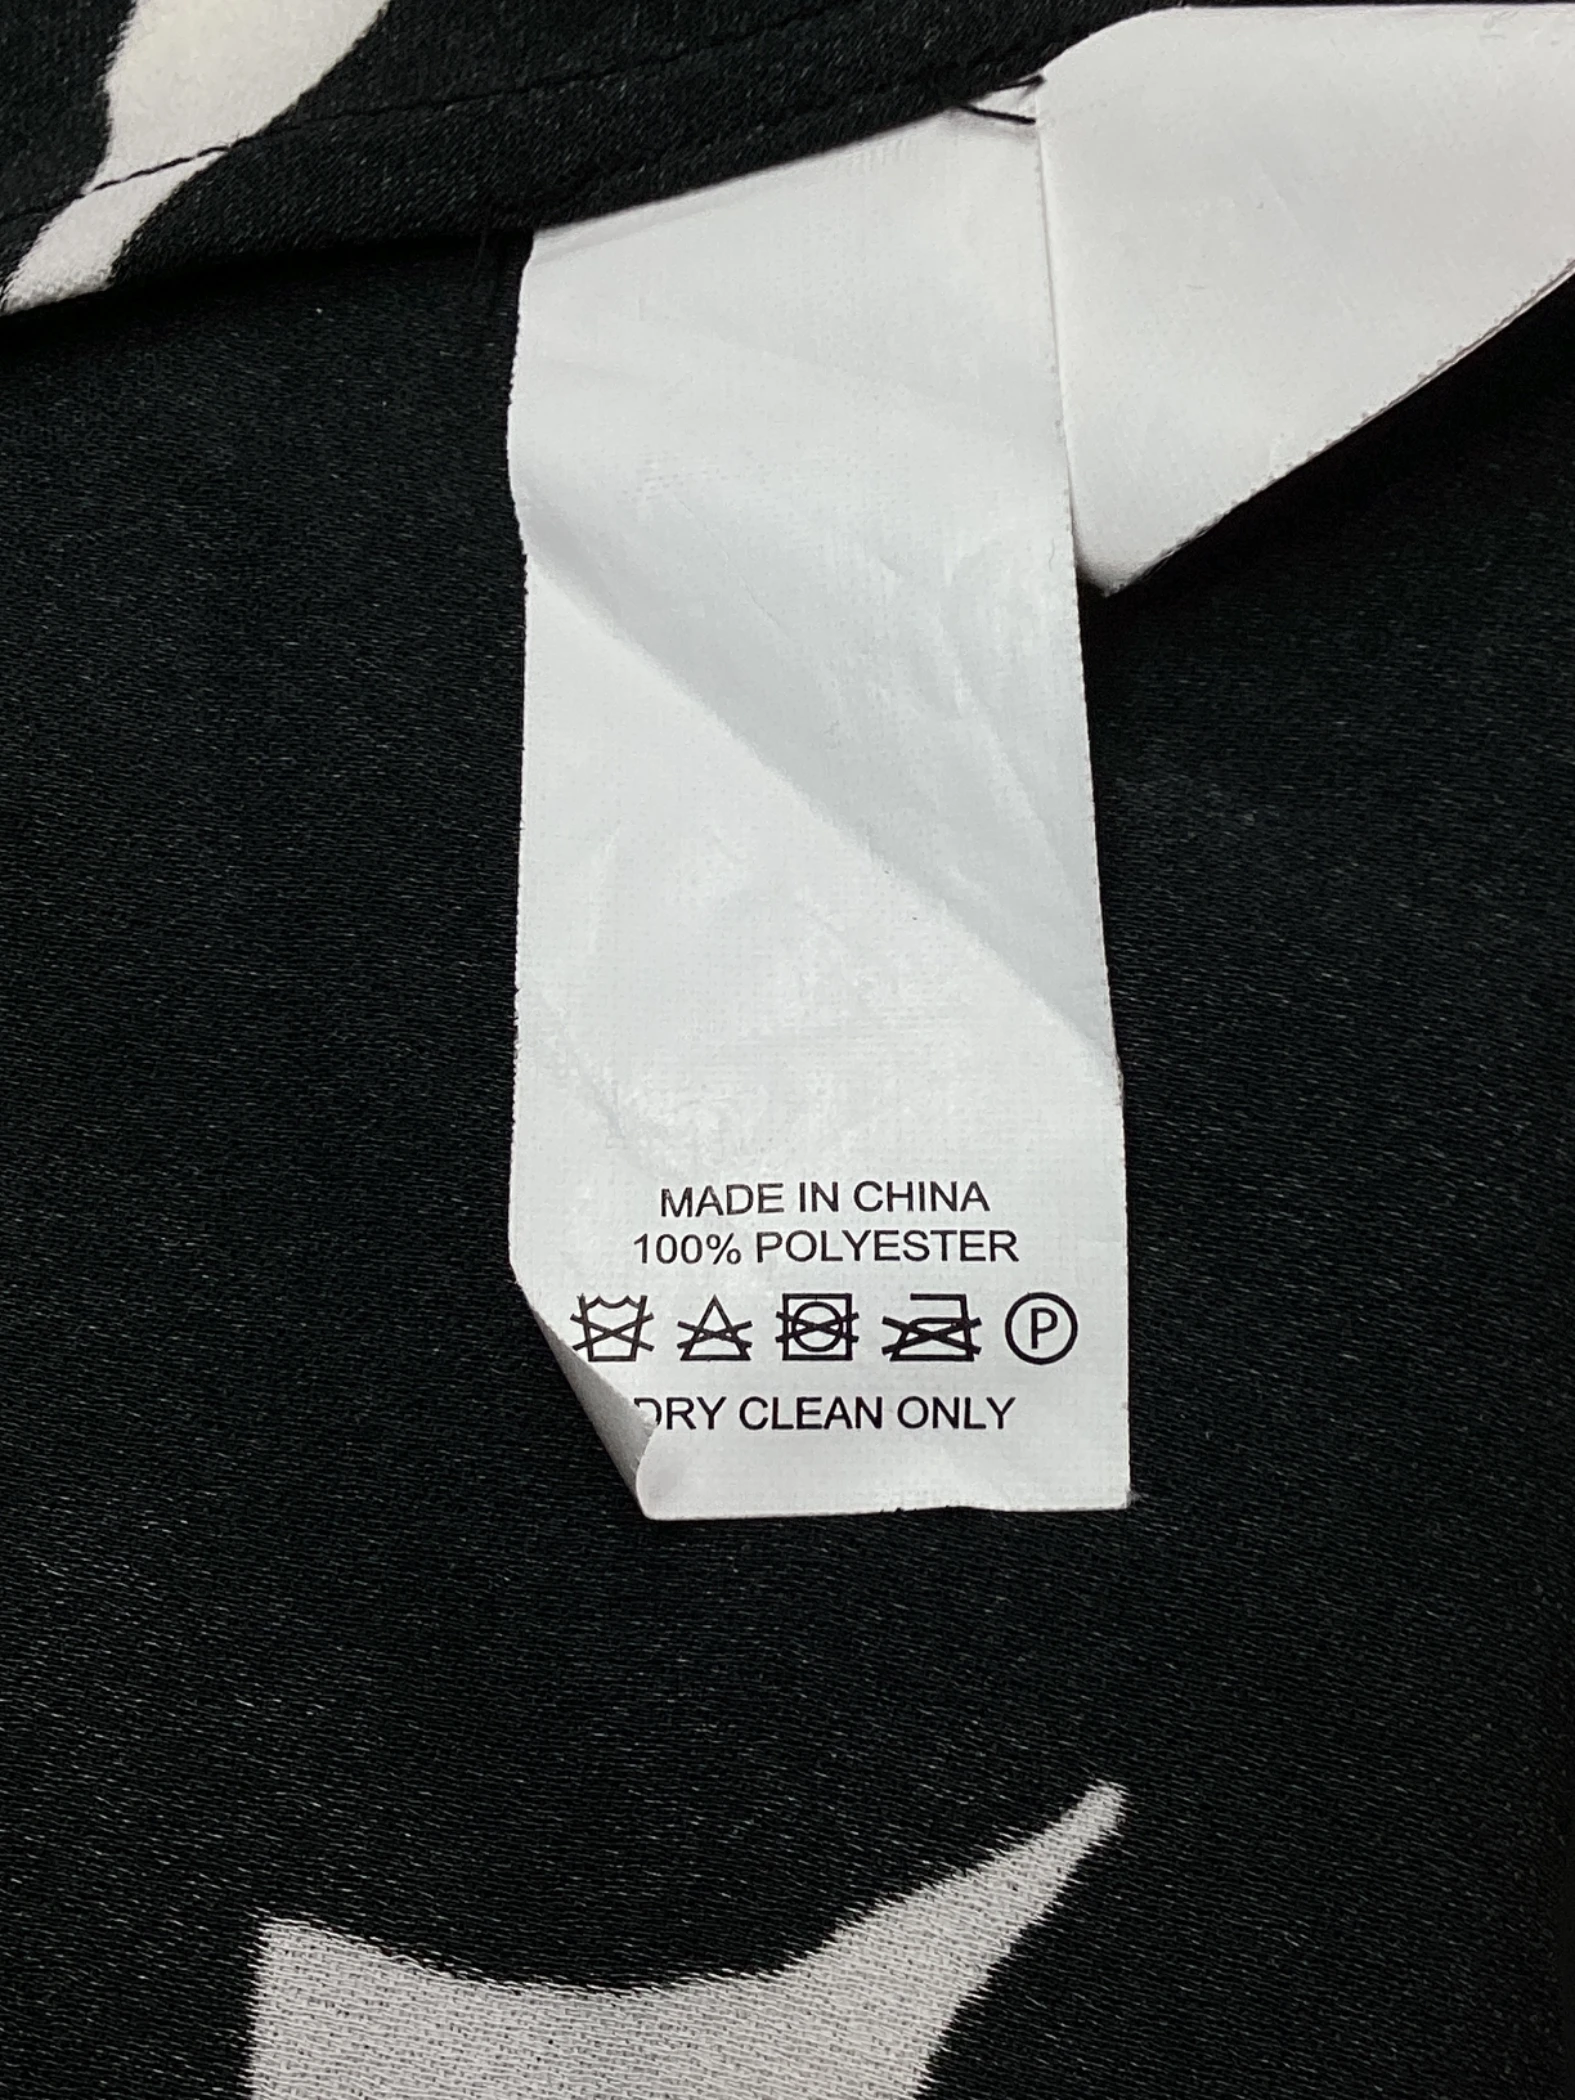 MADE IN CHINA
100% POLYESTER
P
DRY CLEAN ONLY